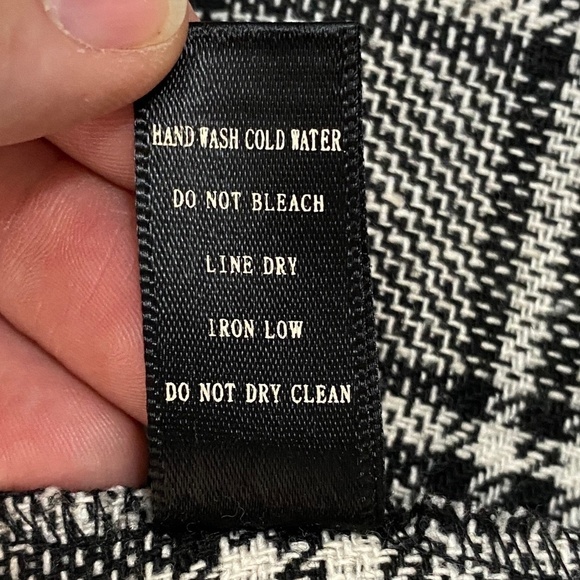 HAND WASH COLD WATER
DO NOT BLEACH
LINE DRY
IRON LOW
DO NOT DRY CLEAN